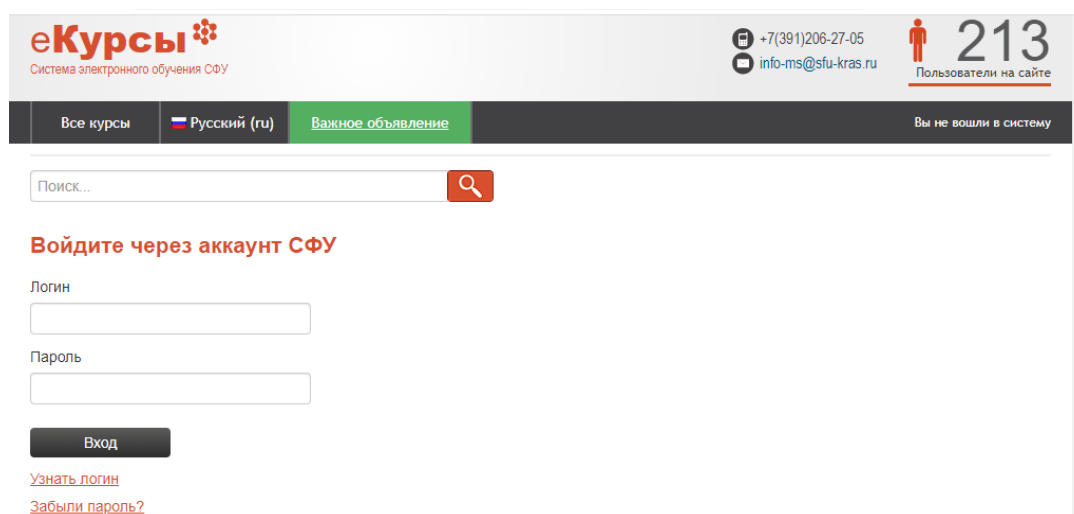 еКурсы
Система электронного обучения СФУ
+7(391)206-27-05
info-ms@sfu-kras.ru
213
Пользователи на сайте
Все курсы
Русский (ru)
Важное объявление
Вы не вошли в систему
Поиск...
Войдите через аккаунт СФУ
Логин
Пароль
Вход
Узнать логин
Забыли пароль?